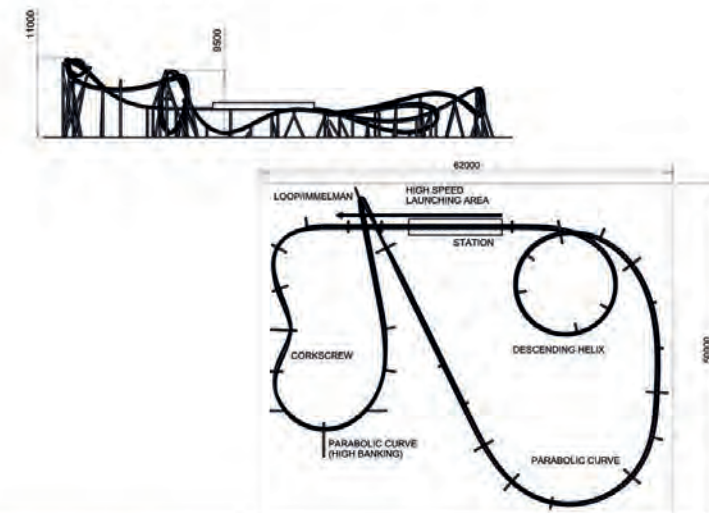 11000
9500
62000
LOOP/IMMELMAN
HIGH SPEED
LAUNCHING AREA
STATION
50000
CORKSCREW
DESCENDING HELIX
PARABOLIC CURVE
(HIGH BANKING)
PARABOLIC CURVE